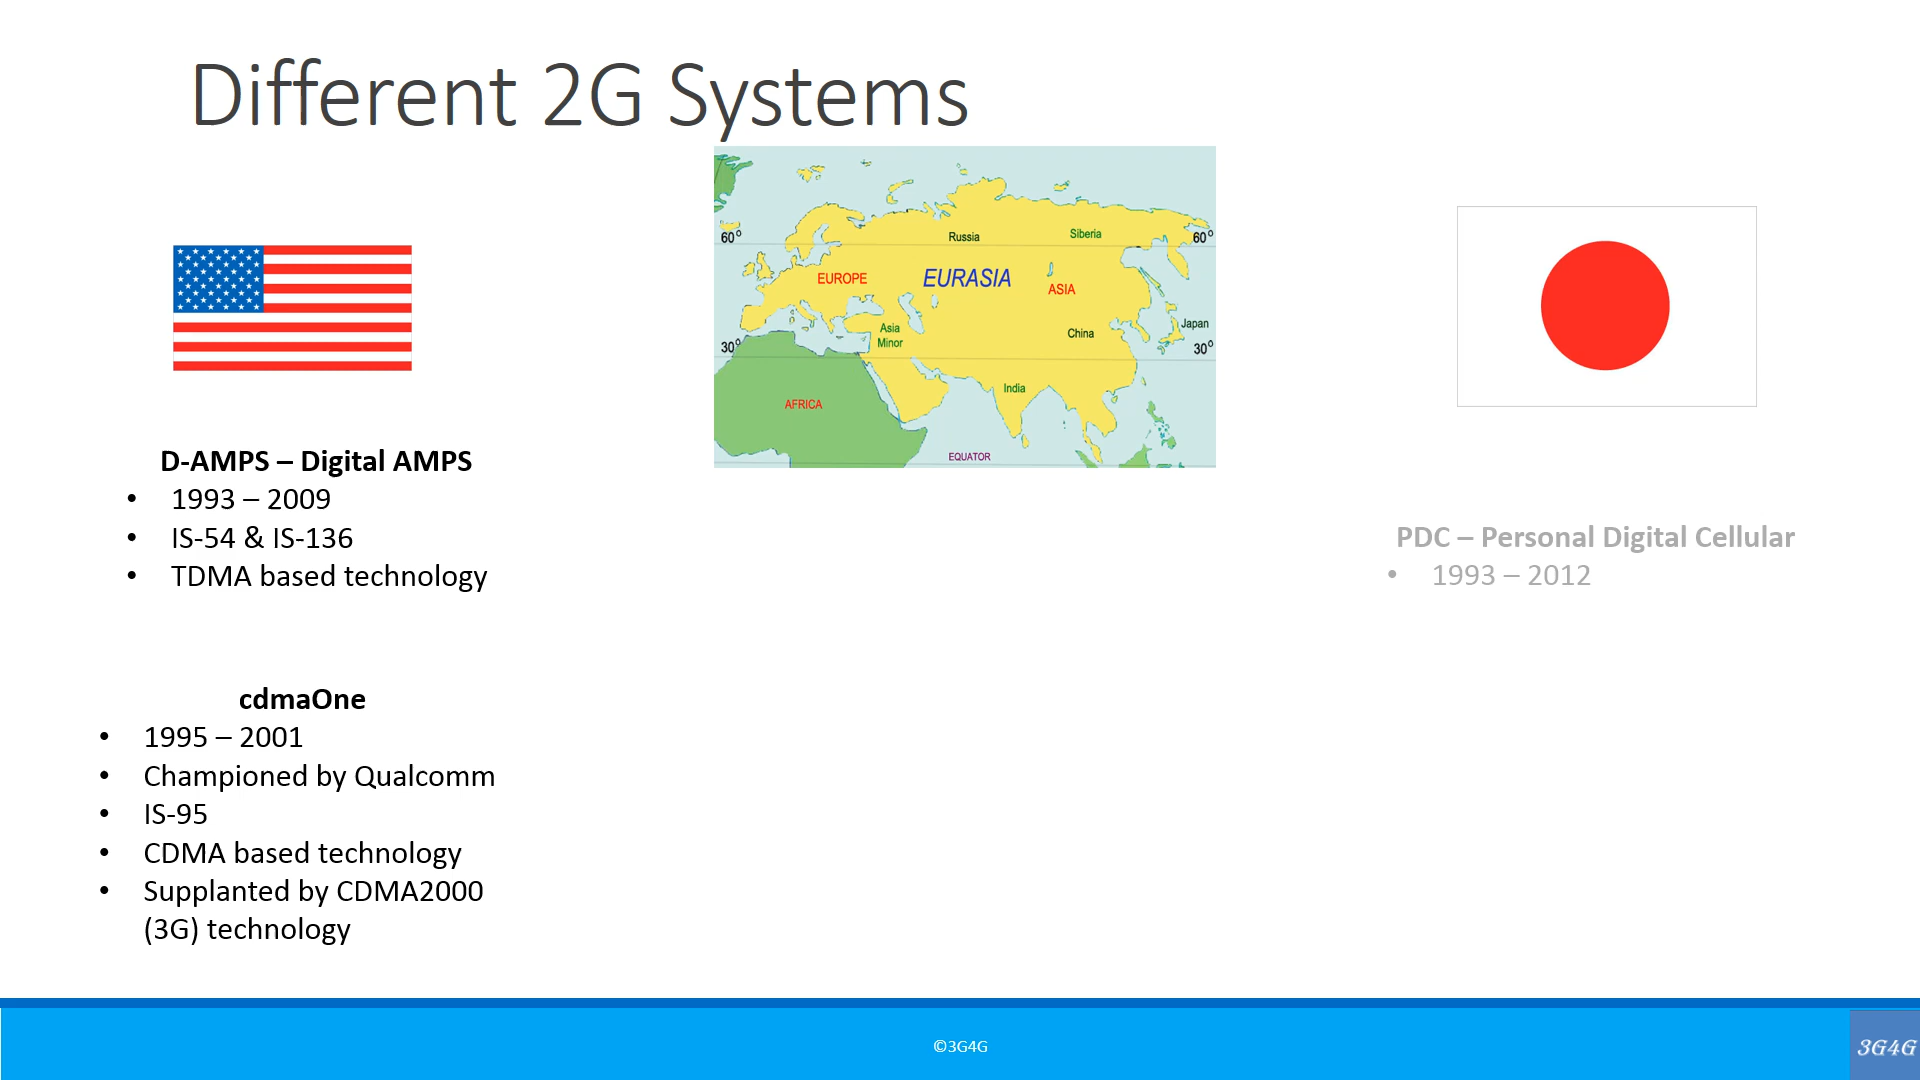 Different 2G Systems
60° Russia Siberia 60°
EUROPE EURASIA ASIA
Asia Minor China Japan
30° 30°
India
AFRICA
EQUATOR
D-AMPS – Digital AMPS
• 1993 – 2009
• IS-54 & IS-136
• TDMA based technology
cdmaOne
• 1995 – 2001
• Championed by Qualcomm
• IS-95
• CDMA based technology
• Supplanted by CDMA2000
(3G) technology
PDC – Personal Digital Cellular
• 1993 – 2012
©3G4G
3G4G